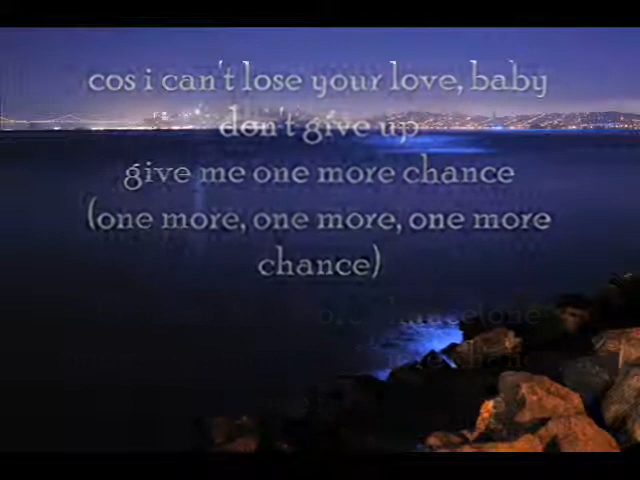 cos i can't lose your love, baby
don't give up
give me one more chance
(one more, one more, one more
chance)